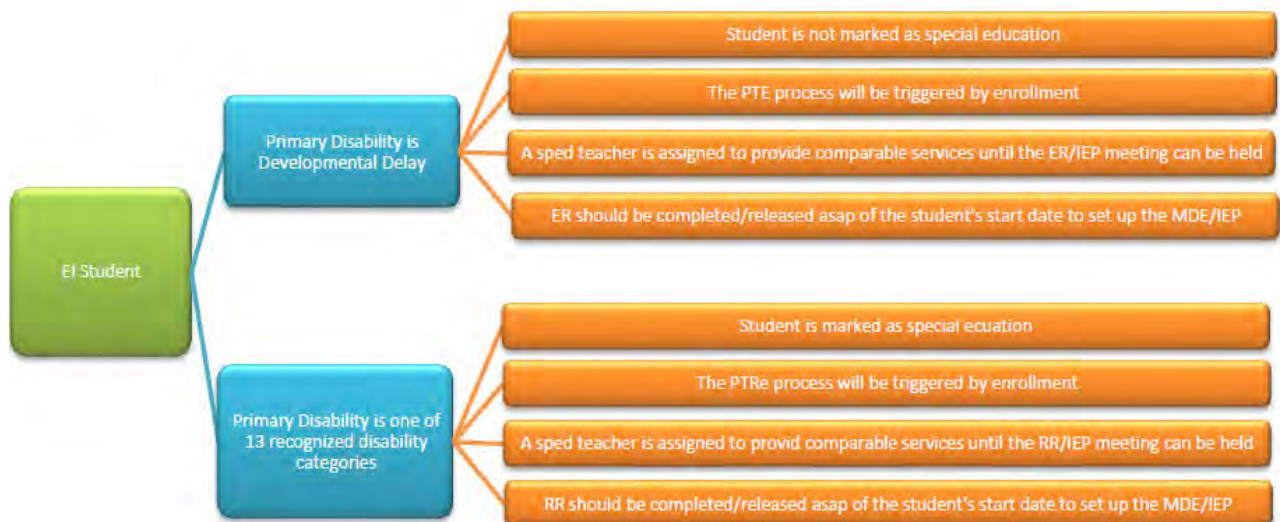 EI Student
Primary Disability is
Developmental Delay
Student is not marked as special education
The PTE process will be triggered by enrollment
A sped teacher is assigned to provide comparable services until the ER/IEP meeting can be held
ER should be completed/released asap of the student's start date to set up the MDE/IEP
Primary Disability is one of
13 recognized disability
categories
Student is marked as special ecuation
The PTRe process will be triggered by enrollment
A sped teacher is assigned to provid comparable services until the RR/IEP meeting can be held
RR should be completed/released asap of the student's start date to set up the MDE/IEP